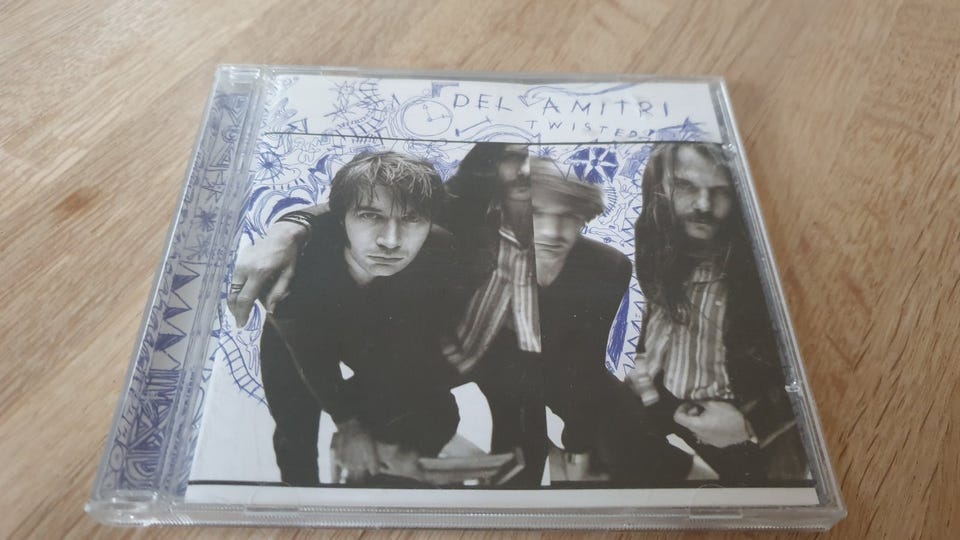 DEL AMITRI
TWISTED